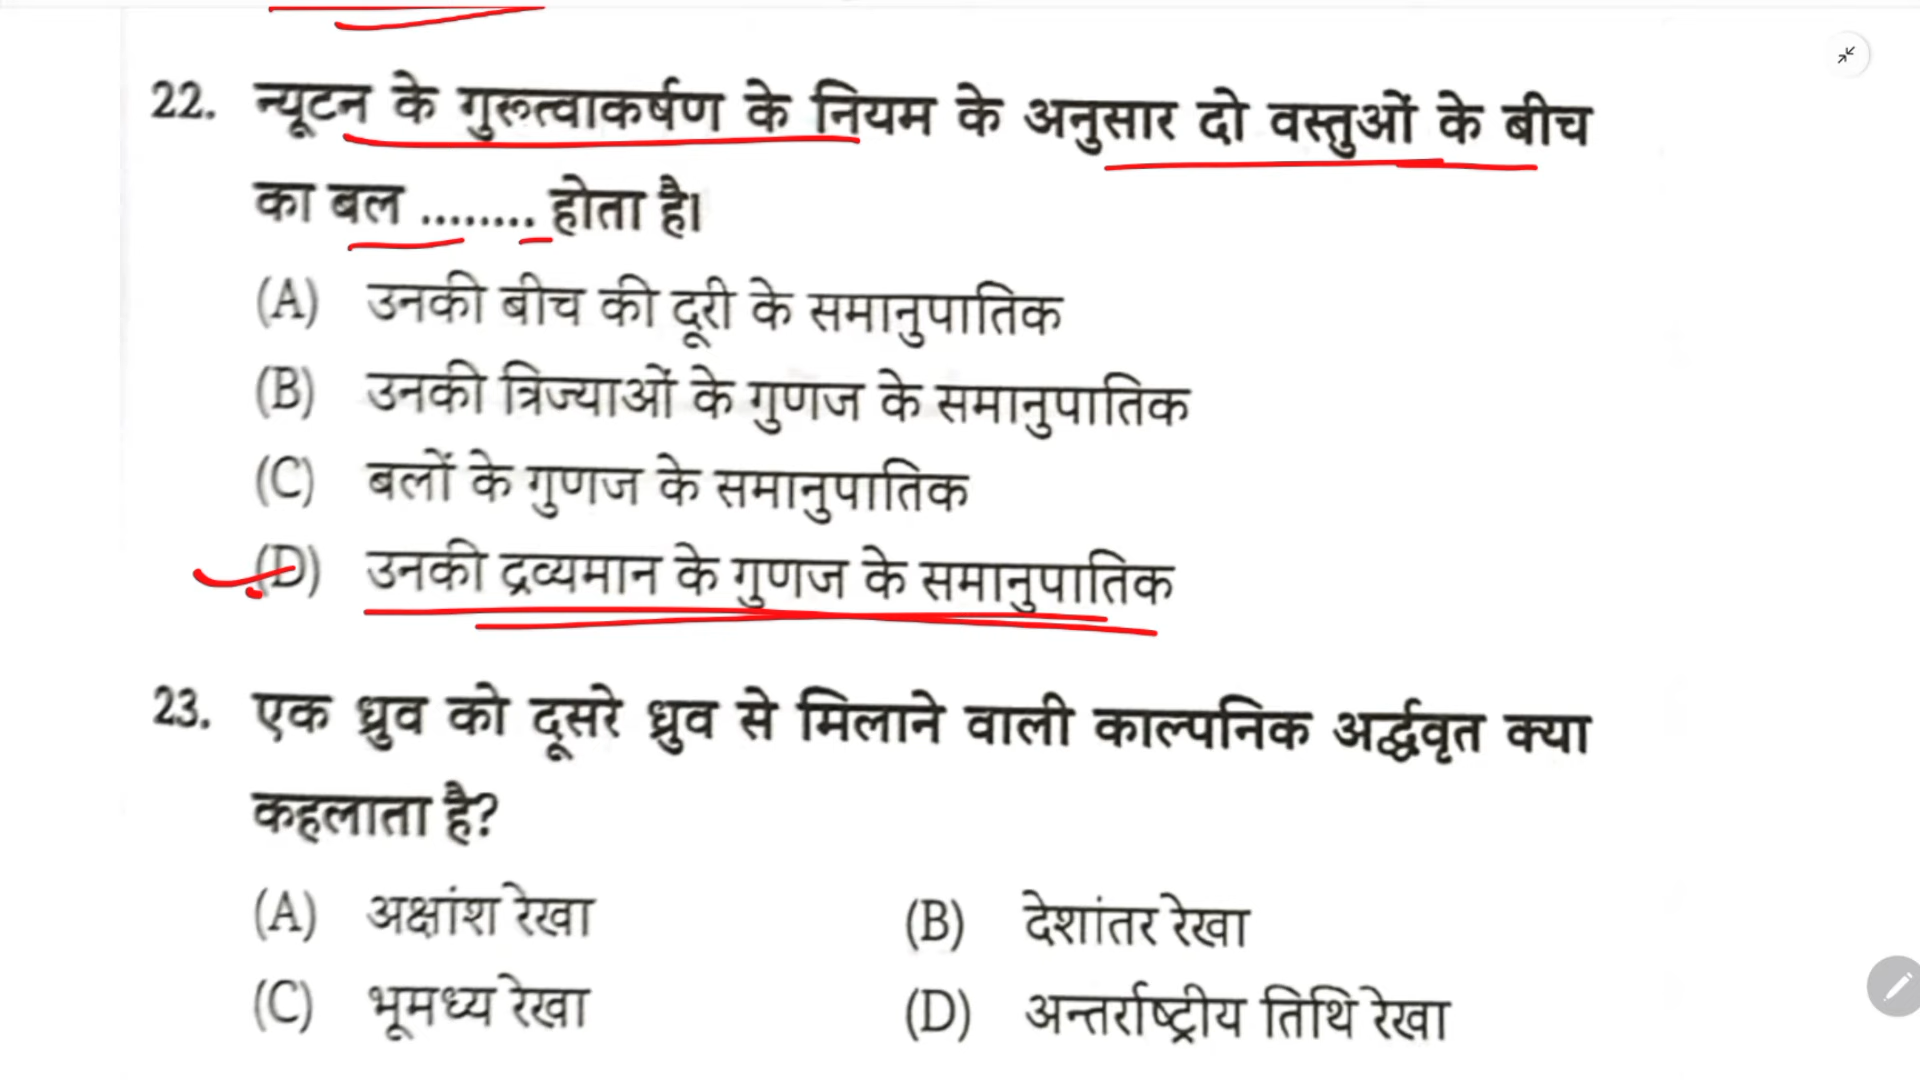 22. न्यूटन के गुरुत्वाकर्षण के नियम के अनुसार दो वस्तुओं के बीच
का बल ........ होता है।
(A) उनकी बीच की दूरी के समानुपातिक
(B) उनकी त्रिज्याओं के गुणज के समानुपातिक
(C) बलों के गुणज के समानुपातिक
(D) उनकी द्रव्यमान के गुणज के समानुपातिक
23. एक ध्रुव को दूसरे ध्रुव से मिलाने वाली काल्पनिक अर्द्धवृत क्या
कहलाता है?
(A) अक्षांश रेखा (B) देशांतर रेखा
(C) भूमध्य रेखा (D) अन्तर्राष्ट्रीय तिथि रेखा